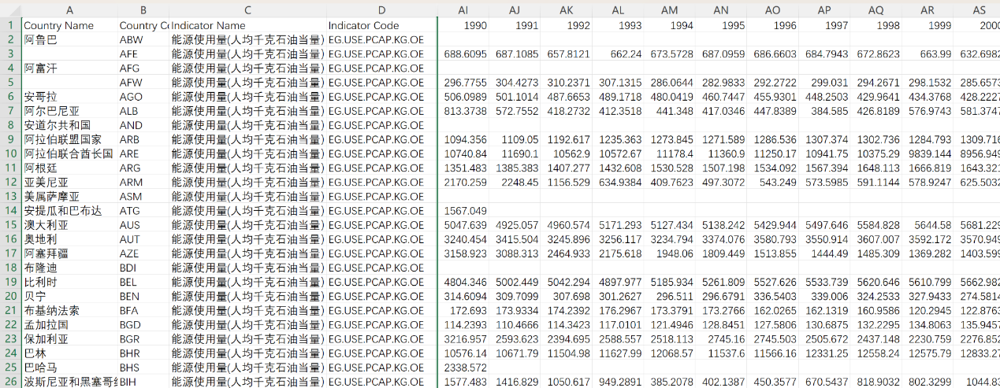 A B C D AI AJ AK AL AM AN AO AP AQ AR AS
1 Country Name Country Indicator Name Indicator Code 1990 1991 1992 1993 1994 1995 1996 1997 1998 1999 2000
2 阿鲁巴 ABW 能源使用量(人均千克石油当量) EG.USE.PCAP.KG.OE
3 AFE 能源使用量(人均千克石油当量) EG.USE.PCAP.KG.OE 688.6095 687.1085 657.8121 662.24 673.5728 687.0959 686.6603 684.7943 672.8623 663.99 632.6982
4 阿富汗 AFG 能源使用量(人均千克石油当量) EG.USE.PCAP.KG.OE
5 AFW 能源使用量(人均千克石油当量) EG.USE.PCAP.KG.OE 296.7755 304.4273 310.2371 307.1315 286.0644 282.9833 292.2722 299.031 294.2671 298.1532 285.6573
6 安哥拉 AGO 能源使用量(人均千克石油当量) EG.USE.PCAP.KG.OE 506.0989 501.1014 487.6653 489.1718 480.0419 460.7447 455.9301 448.2503 429.9641 434.3768 428.2227
7 阿尔巴尼亚 ALB 能源使用量(人均千克石油当量) EG.USE.PCAP.KG.OE 813.3738 572.7552 418.2732 412.3518 441.348 417.0346 447.8389 384.585 426.8189 576.9743 581.3747
8 安道尔共和国 AND 能源使用量(人均千克石油当量) EG.USE.PCAP.KG.OE
9 阿拉伯联盟国家 ARB 能源使用量(人均千克石油当量) EG.USE.PCAP.KG.OE 1094.356 1109.05 1192.617 1235.363 1273.845 1271.589 1286.536 1307.374 1302.736 1284.793 1309.716
10 阿拉伯联合酋长国 ARE 能源使用量(人均千克石油当量) EG.USE.PCAP.KG.OE 10740.84 11690.1 10562.9 10572.67 11178.4 11360.9 11250.17 10941.75 10375.29 9839.144 8956.949
11 阿根廷 ARG 能源使用量(人均千克石油当量) EG.USE.PCAP.KG.OE 1351.483 1385.383 1407.277 1432.608 1530.528 1507.198 1534.092 1567.394 1648.113 1666.819 1643.321
12 亚美尼亚 ARM 能源使用量(人均千克石油当量) EG.USE.PCAP.KG.OE 2170.259 2248.45 1156.529 634.9384 409.7623 497.3072 543.249 573.5985 591.1144 578.9247 625.5032
13 美属萨摩亚 ASM 能源使用量(人均千克石油当量) EG.USE.PCAP.KG.OE
14 安提瓜和巴布达 ATG 能源使用量(人均千克石油当量) EG.USE.PCAP.KG.OE 1567.049
15 澳大利亚 AUS 能源使用量(人均千克石油当量) EG.USE.PCAP.KG.OE 5047.639 4925.057 4960.574 5171.293 5127.434 5138.242 5429.944 5497.646 5584.828 5644.58 5681.229
16 奥地利 AUT 能源使用量(人均千克石油当量) EG.USE.PCAP.KG.OE 3240.454 3415.504 3245.896 3256.117 3234.794 3374.076 3580.793 3550.914 3607.007 3592.172 3570.949
17 阿塞拜疆 AZE 能源使用量(人均千克石油当量) EG.USE.PCAP.KG.OE 3158.923 3088.313 2464.933 2175.618 1948.06 1809.449 1513.855 1444.49 1485.309 1369.282 1403.599
18 布隆迪 BDI 能源使用量(人均千克石油当量) EG.USE.PCAP.KG.OE
19 比利时 BEL 能源使用量(人均千克石油当量) EG.USE.PCAP.KG.OE 4804.346 5002.449 5042.294 4897.977 5185.934 5261.809 5527.626 5533.739 5620.646 5610.799 5662.982
20 贝宁 BEN 能源使用量(人均千克石油当量) EG.USE.PCAP.KG.OE 314.6094 309.7099 307.698 301.2627 296.511 296.6791 336.5403 339.006 324.2533 327.9433 274.5814
21 布基纳法索 BFA 能源使用量(人均千克石油当量) EG.USE.PCAP.KG.OE 172.693 173.9334 174.2392 176.2967 173.3791 173.2766 162.0265 162.1319 160.9586 120.2945 122.8763
22 孟加拉国 BGD 能源使用量(人均千克石油当量) EG.USE.PCAP.KG.OE 114.2393 110.4666 114.3423 117.0101 121.4946 128.8451 127.5806 130.6875 132.2295 134.8063 135.9457
23 保加利亚 BGR 能源使用量(人均千克石油当量) EG.USE.PCAP.KG.OE 3216.957 2593.623 2394.695 2588.557 2518.113 2745.16 2745.503 2505.672 2437.148 2230.759 2276.852
24 巴林 BHR 能源使用量(人均千克石油当量) EG.USE.PCAP.KG.OE 10576.14 10671.79 11504.98 11627.99 12068.57 11537.6 11566.16 12331.25 12558.24 12575.79 12833.27
25 巴哈马 BHS 能源使用量(人均千克石油当量) EG.USE.PCAP.KG.OE 2338.572
26 波斯尼亚和黑塞哥 BIH 能源使用量(人均千克石油当量) EG.USE.PCAP.KG.OE 1577.483 1416.829 1050.617 949.2891 385.2078 402.1387 450.3577 670.5437 818.9032 802.3299 1044.83